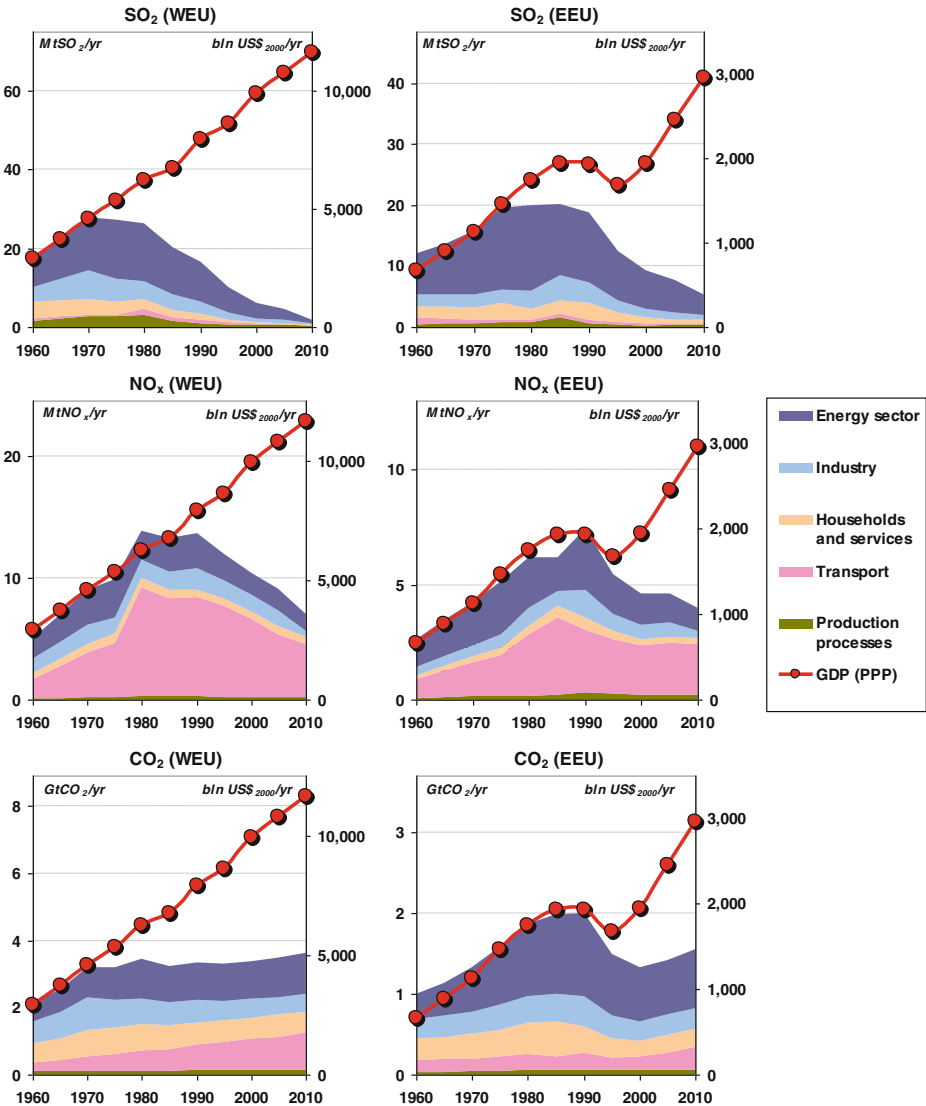 SO₂ (WEU)
MtSO₂/yr bln US$₂₀₀₀/yr
60
40
20
0
10,000
5,000
0
1960 1970 1980 1990 2000 2010
SO₂ (EEU)
MtSO₂/yr bln US$₂₀₀₀/yr
40
30
20
10
0
3,000
2,000
1,000
0
1960 1970 1980 1990 2000 2010
NOₓ (WEU)
MtNOₓ/yr bln US$₂₀₀₀/yr
20
10
0
10,000
5,000
0
1960 1970 1980 1990 2000 2010
NOₓ (EEU)
MtNOₓ/yr bln US$₂₀₀₀/yr
10
5
0
3,000
2,000
1,000
0
1960 1970 1980 1990 2000 2010
Energy sector
Industry
Households
and services
Transport
Production
processes
GDP (PPP)
CO₂ (WEU)
GtCO₂/yr bln US$₂₀₀₀/yr
8
6
4
2
0
10,000
5,000
0
1960 1970 1980 1990 2000 2010
CO₂ (EEU)
GtCO₂/yr bln US$₂₀₀₀/yr
3
2
1
0
3,000
2,000
1,000
0
1960 1970 1980 1990 2000 2010